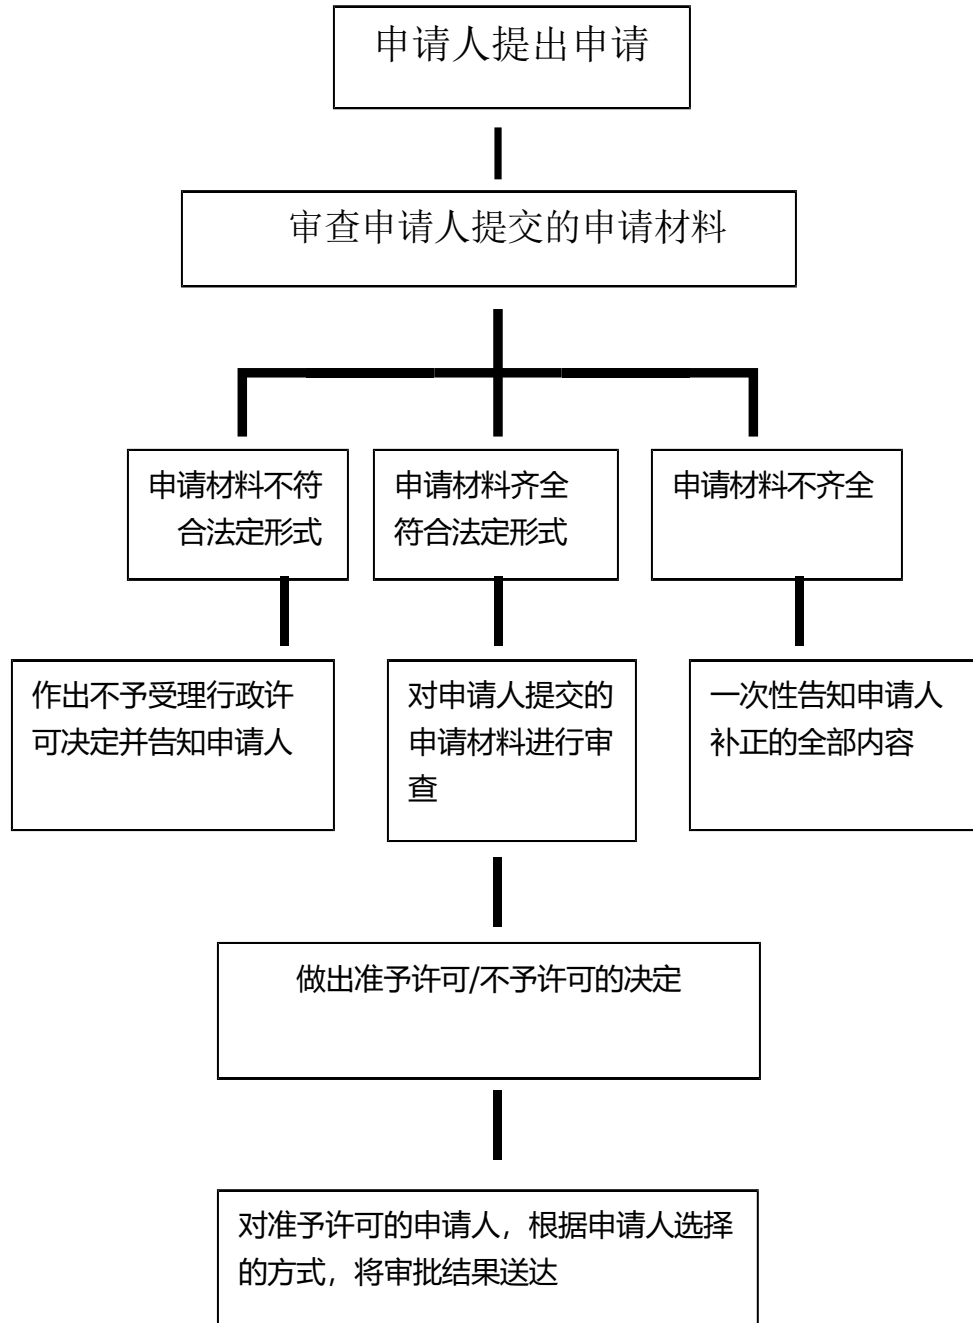 申请人提出申请
审查申请人提交的申请材料
申请材料不符
合法定形式
申请材料齐全
符合法定形式
申请材料不齐全
作出不予受理行政许
可决定并告知申请人
对申请人提交的
申请材料进行审
查
一次性告知申请人
补正的全部内容
做出准予许可/不予许可的决定
对准予许可的申请人，根据申请人选择
的方式，将审批结果送达